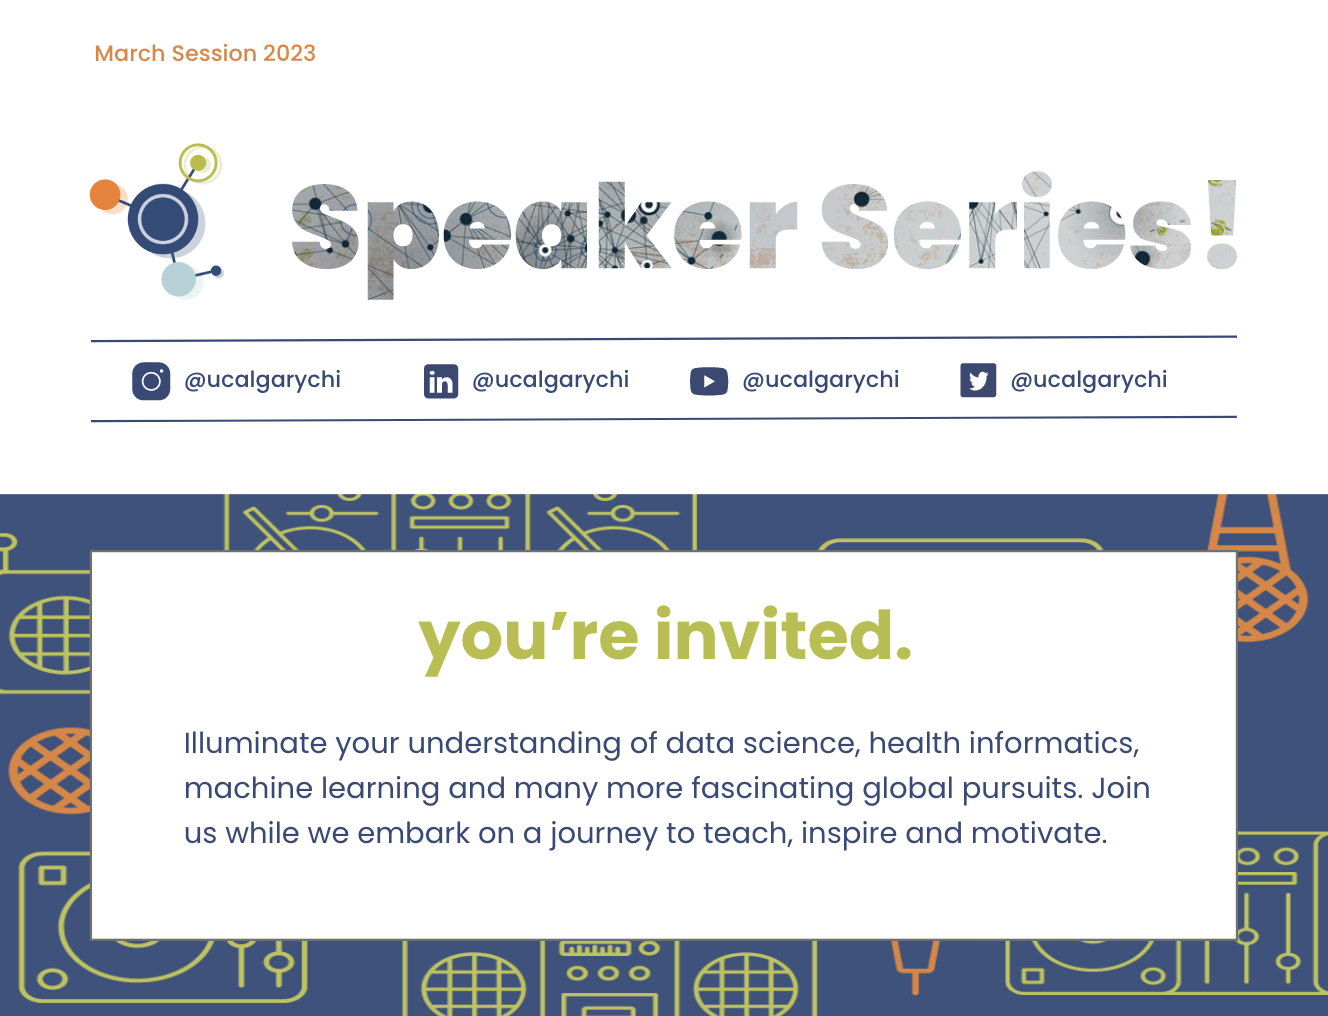 March Session 2023
Speaker Series!
@ucalgarychi @ucalgarychi @ucalgarychi @ucalgarychi
you’re invited.
Illuminate your understanding of data science, health informatics,
machine learning and many more fascinating global pursuits. Join
us while we embark on a journey to teach, inspire and motivate.